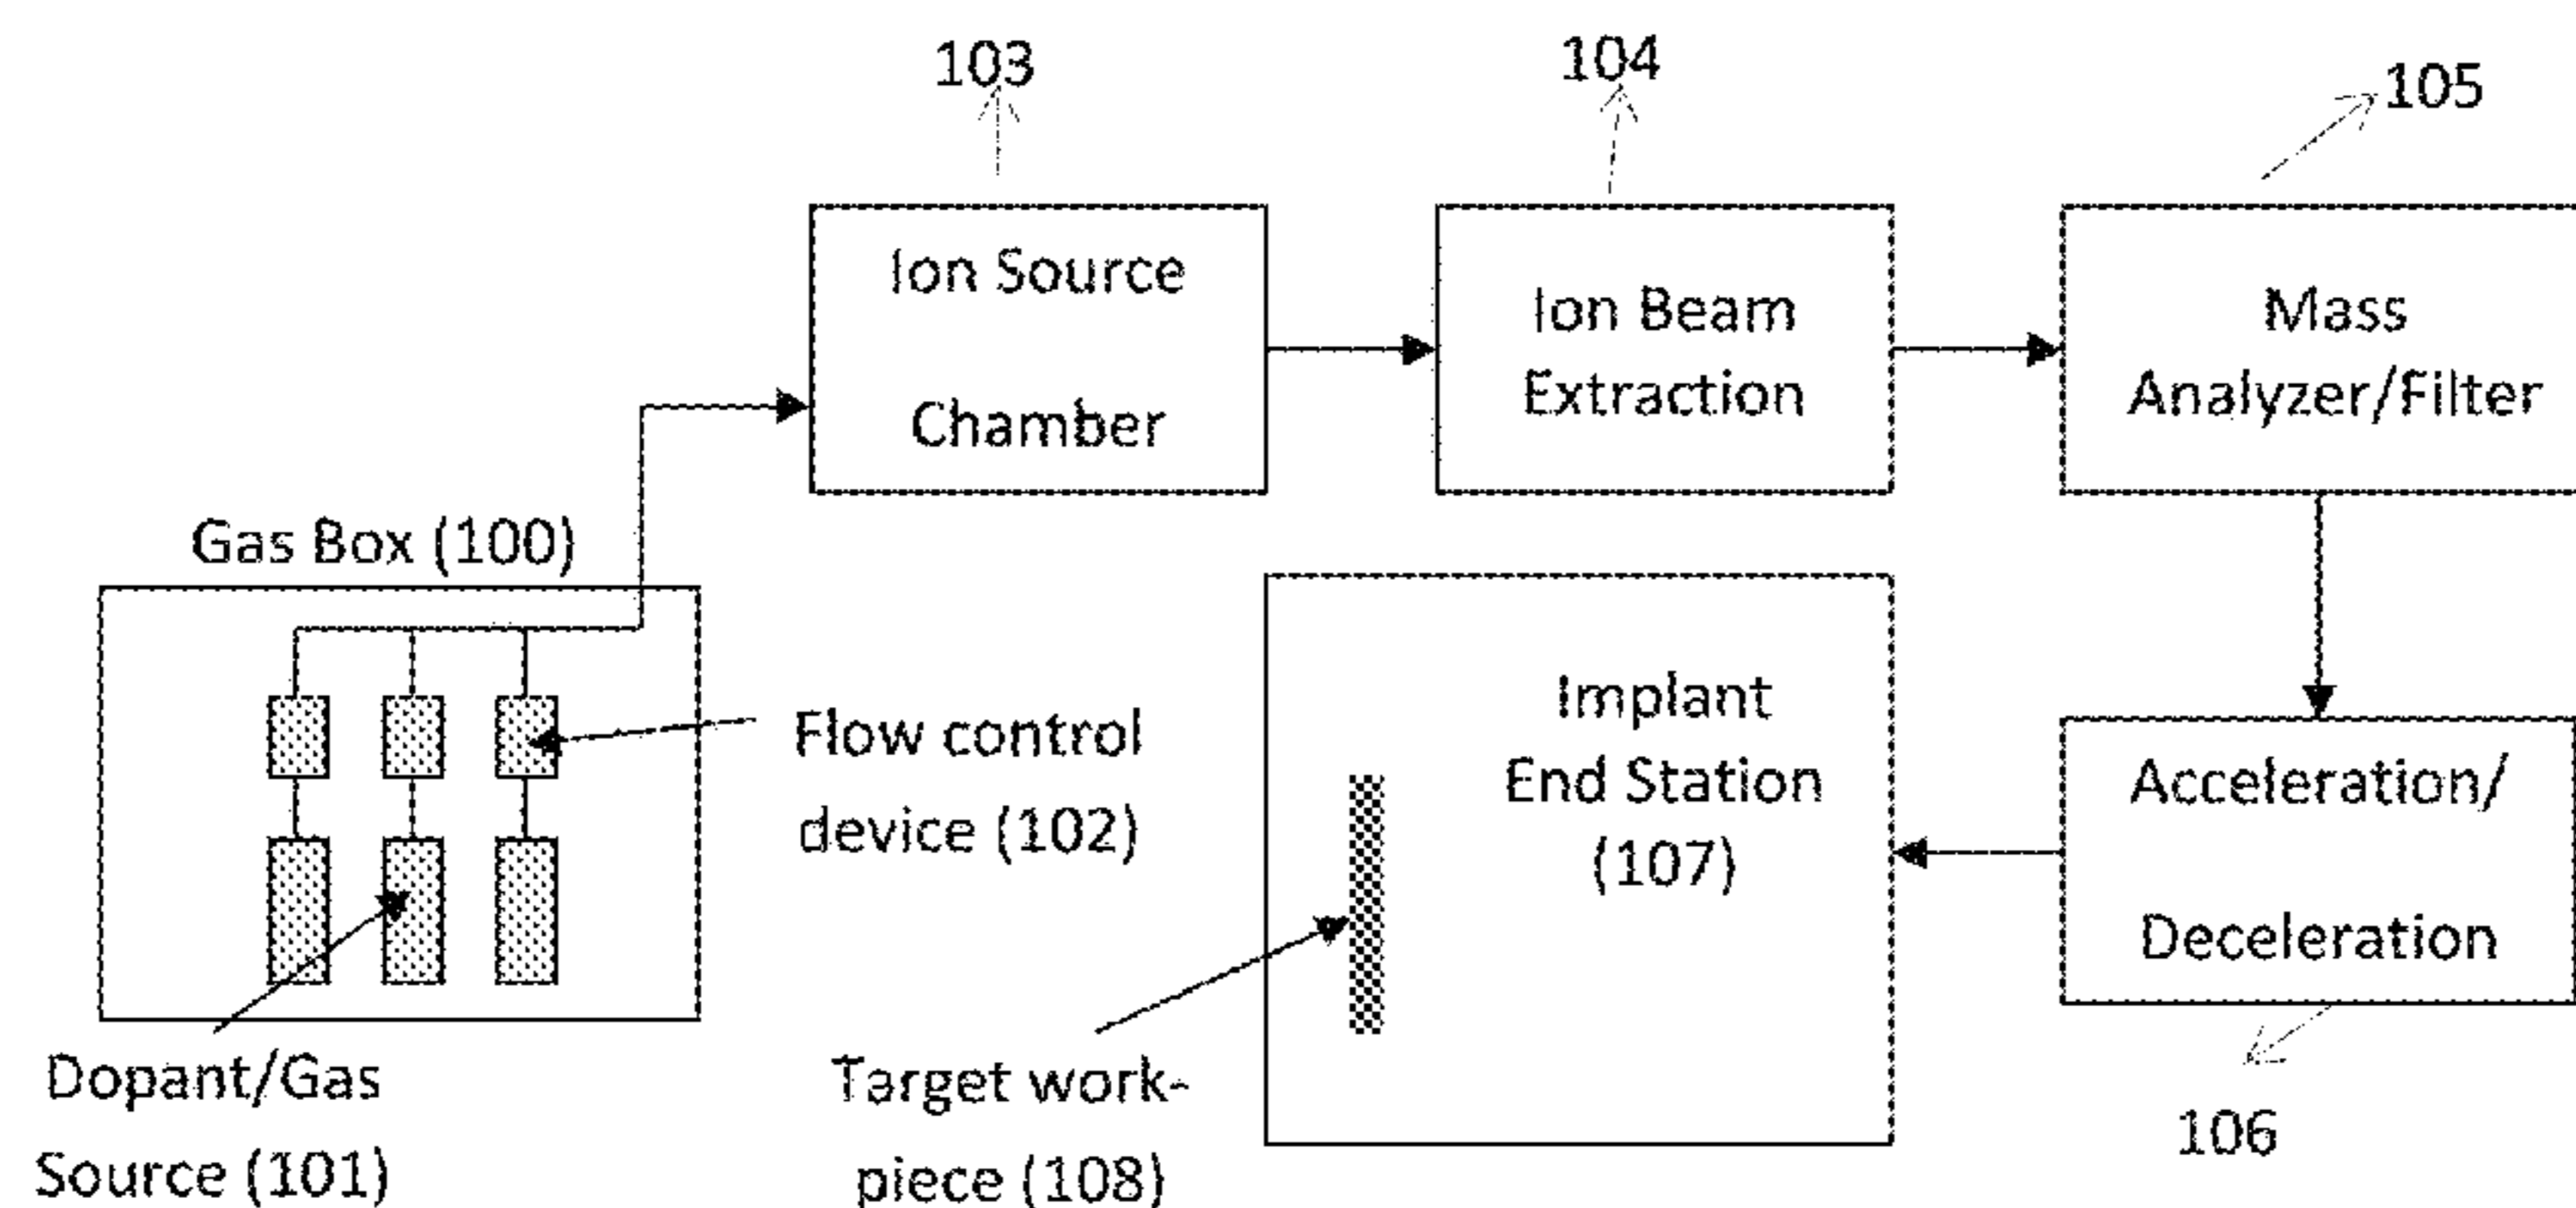 103
104
105
Ion Source
Chamber
Ion Beam
Extraction
Mass
Analyzer/Filter
Gas Box (100)
Flow control
device (102)
Implant
End Station
(107)
Acceleration/
Deceleration
Dopant/Gas
Source (101)
Target work-
piece (108)
106